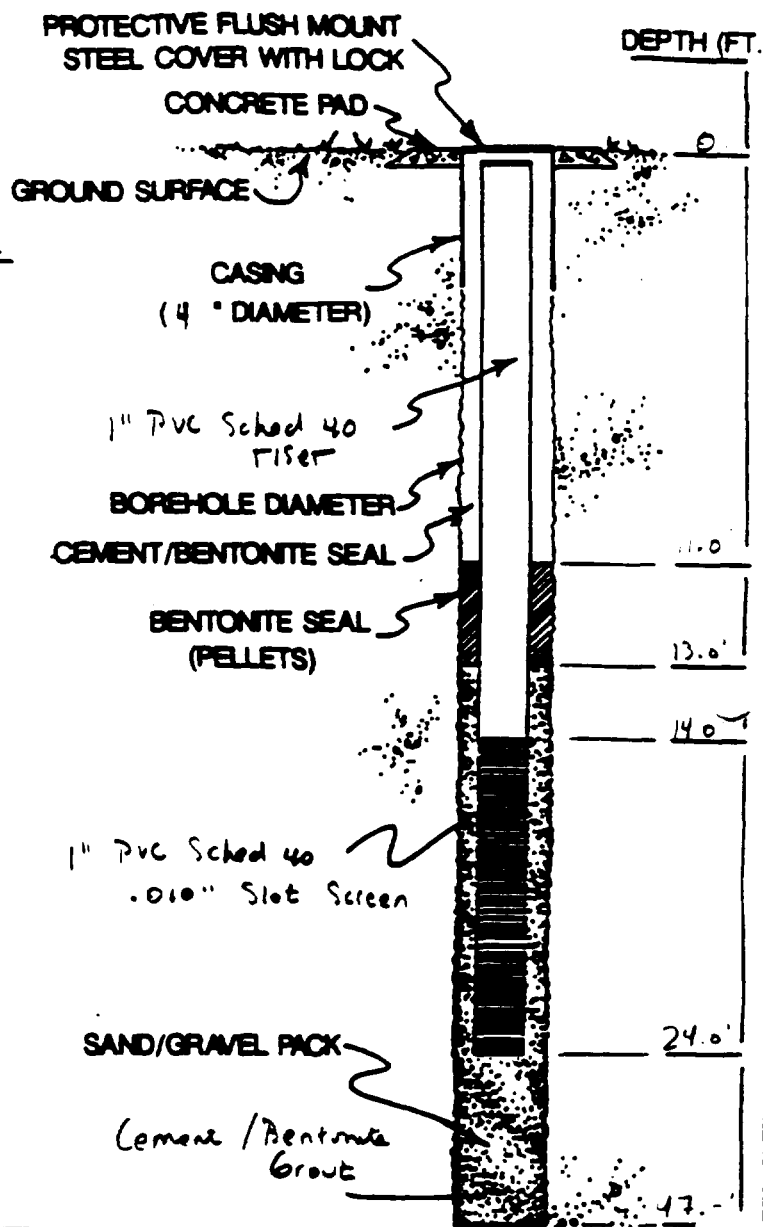 PROTECTIVE FLUSH MOUNT
STEEL COVER WITH LOCK
DEPTH (FT.
CONCRETE PAD
0
GROUND SURFACE
CASING
(4 " DIAMETER)
1" PVC Sched 40
riser
BOREHOLE DIAMETER
CEMENT/BENTONITE SEAL
11.0
BENTONITE SEAL
(PELLETS)
13.0'
14.0
1" PVC Sched 40
.010" Slot Screen
SAND/GRAVEL PACK
24.0'
Cement / Bentonite
Grout